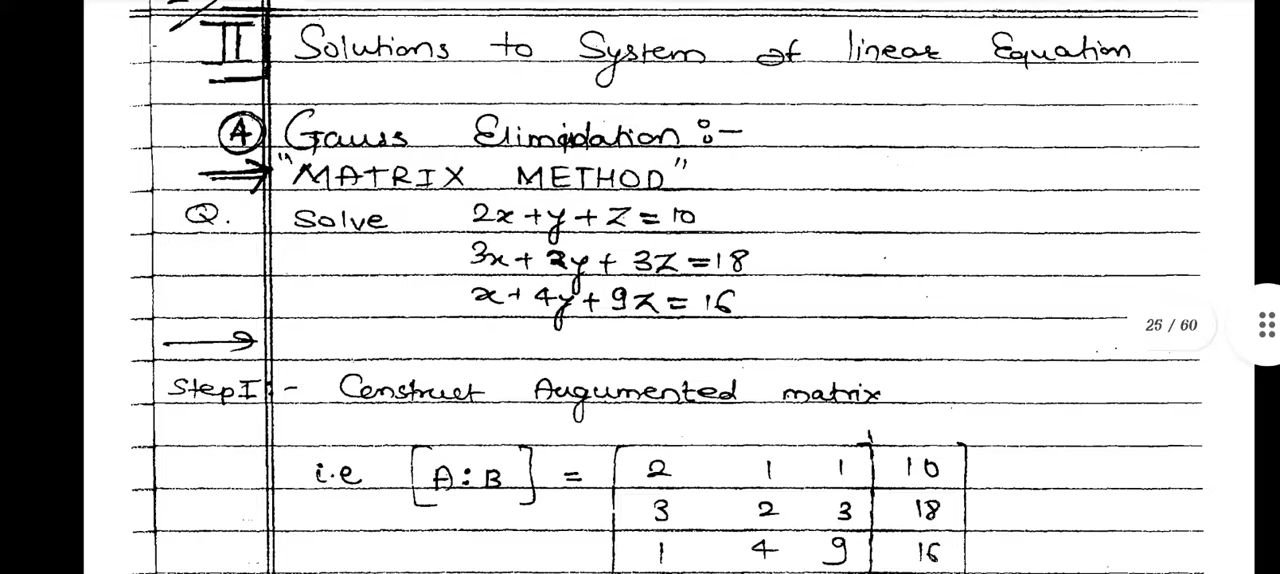 II Solutions to System of linear Equation
A Gauss Elimination :-
"MATRIX METHOD"
Q. Solve 2x + y + z = 10
3x + 2y + 3z = 18
x + 4y + 9z = 16
25 / 60
Step I :- Construct Augumented matrix
i.e [A : B] = [ 2 1 1 | 10
3 2 3 | 18
1 4 9 | 16